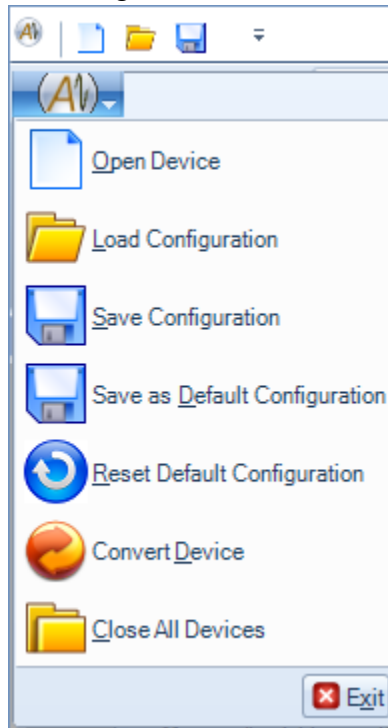 Open Device
Load Configuration
Save Configuration
Save as Default Configuration
Reset Default Configuration
Convert Device
Close All Devices
Exit